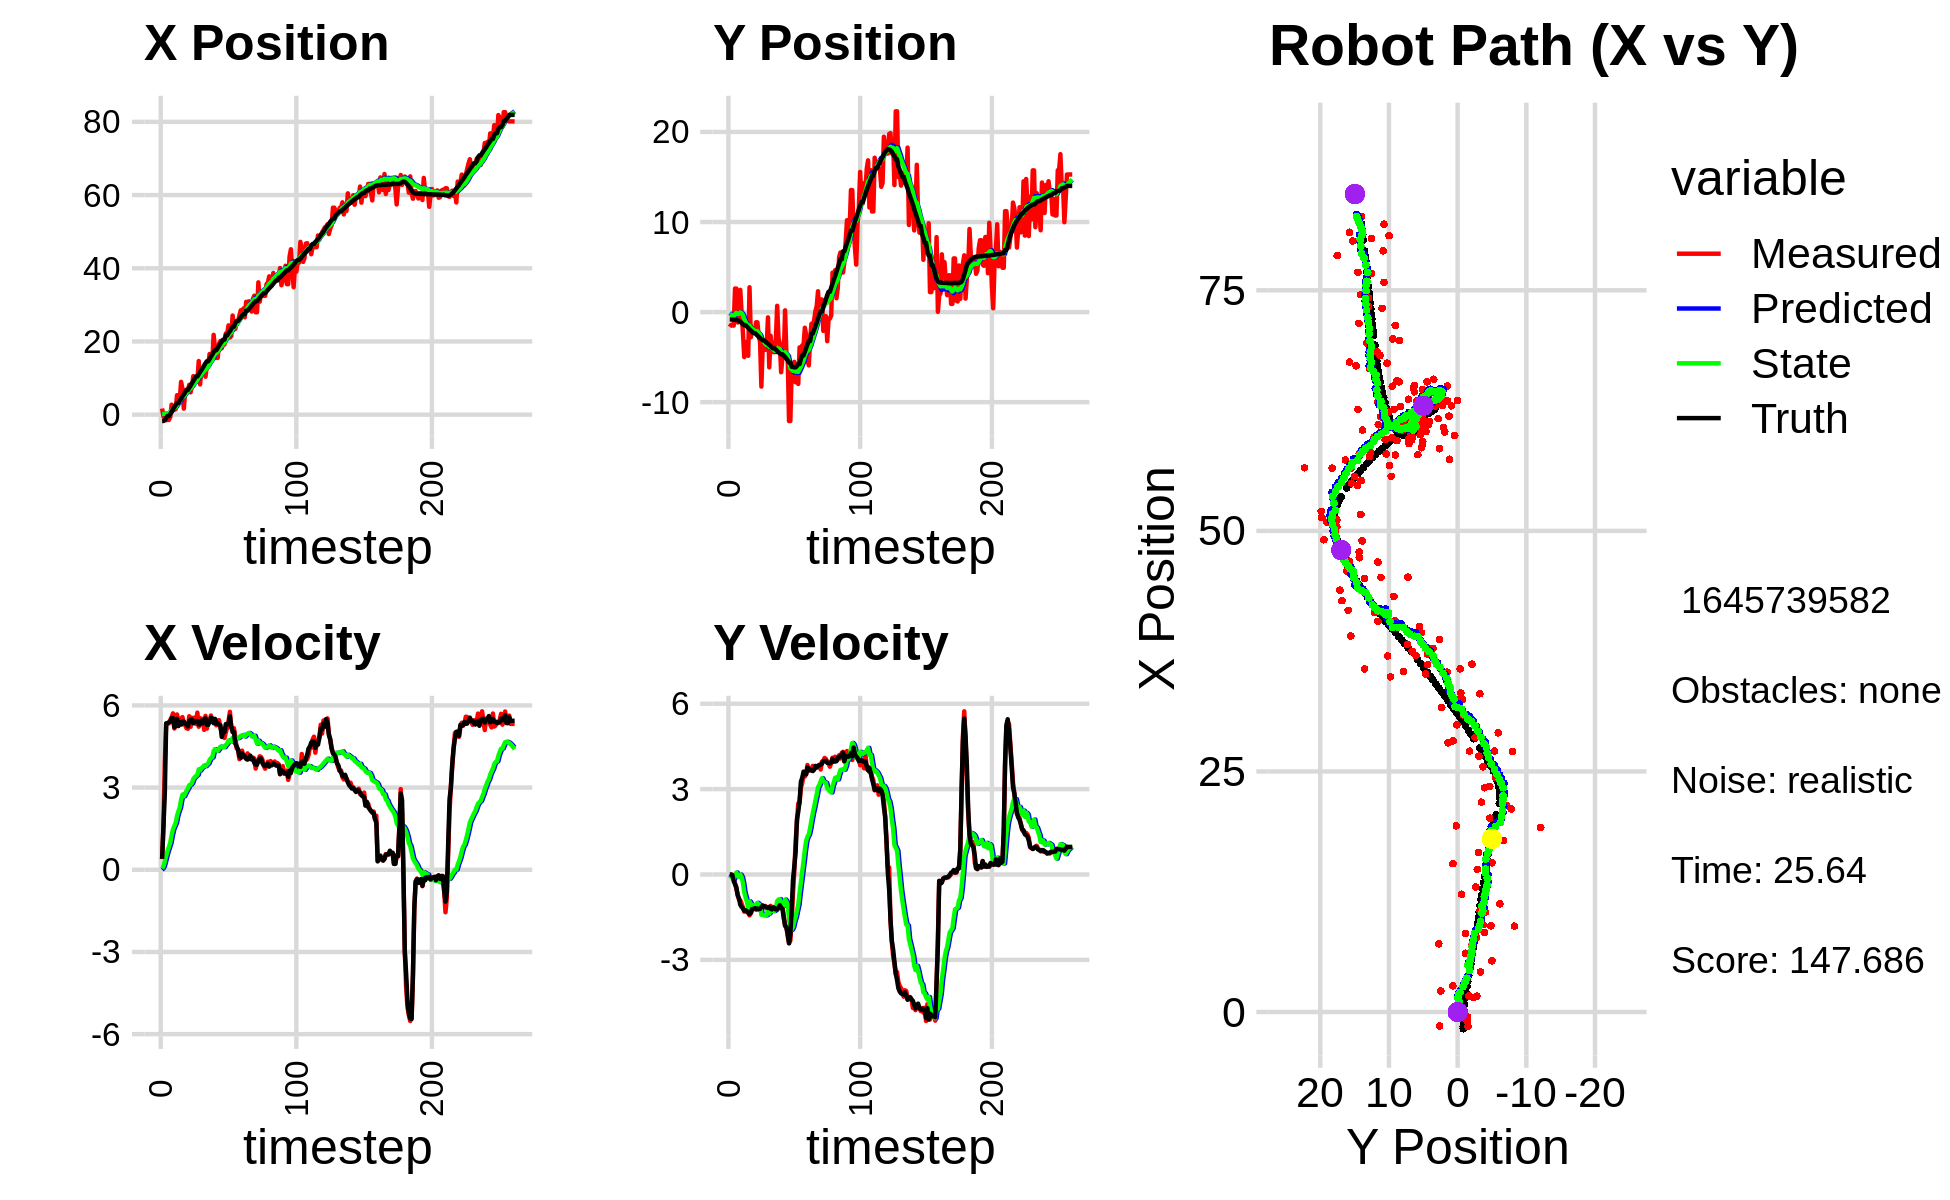 X Position
80
60
40
20
0
0
100
200
timestep
Y Position
20
10
0
-10
0
100
200
timestep
X Velocity
6
3
0
-3
-6
0
100
200
timestep
Y Velocity
6
3
0
-3
0
100
200
timestep
Robot Path (X vs Y)
X Position
75
50
25
0
20 10 0 -10 -20
Y Position
variable
Measured
Predicted
State
Truth
1645739582
Obstacles: none
Noise: realistic
Time: 25.64
Score: 147.686